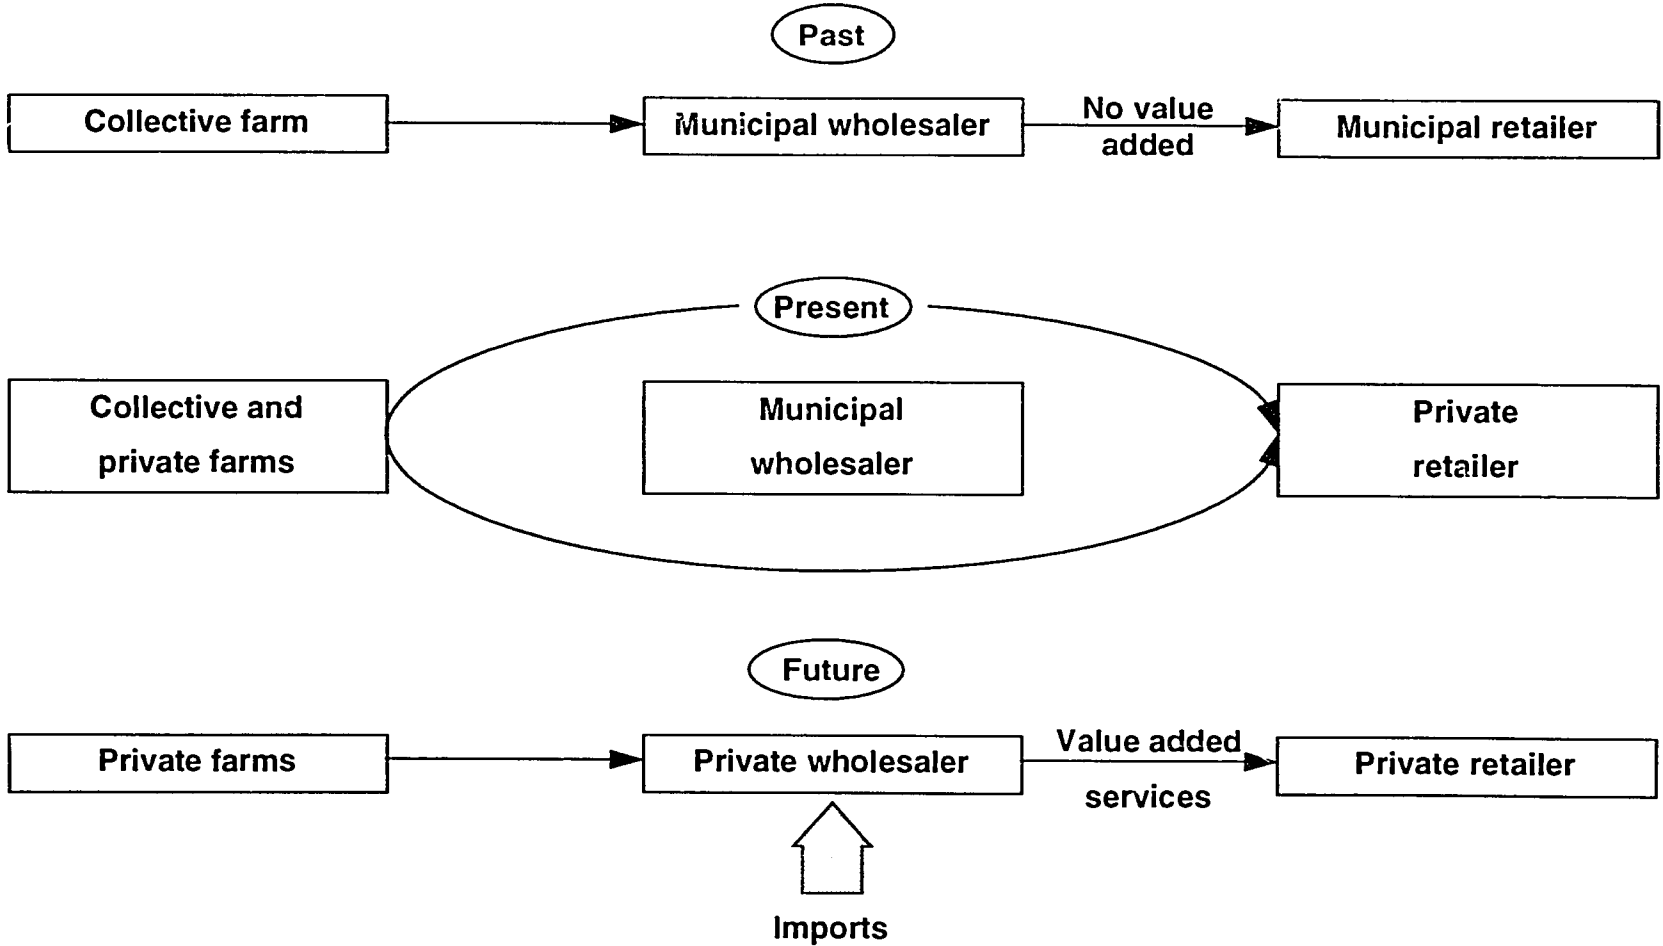 Past
Collective farm
Municipal wholesaler
No value
added
Municipal retailer
Present
Collective and
private farms
Municipal
wholesaler
Private
retailer
Future
Private farms
Private wholesaler
Value added
services
Private retailer
Imports